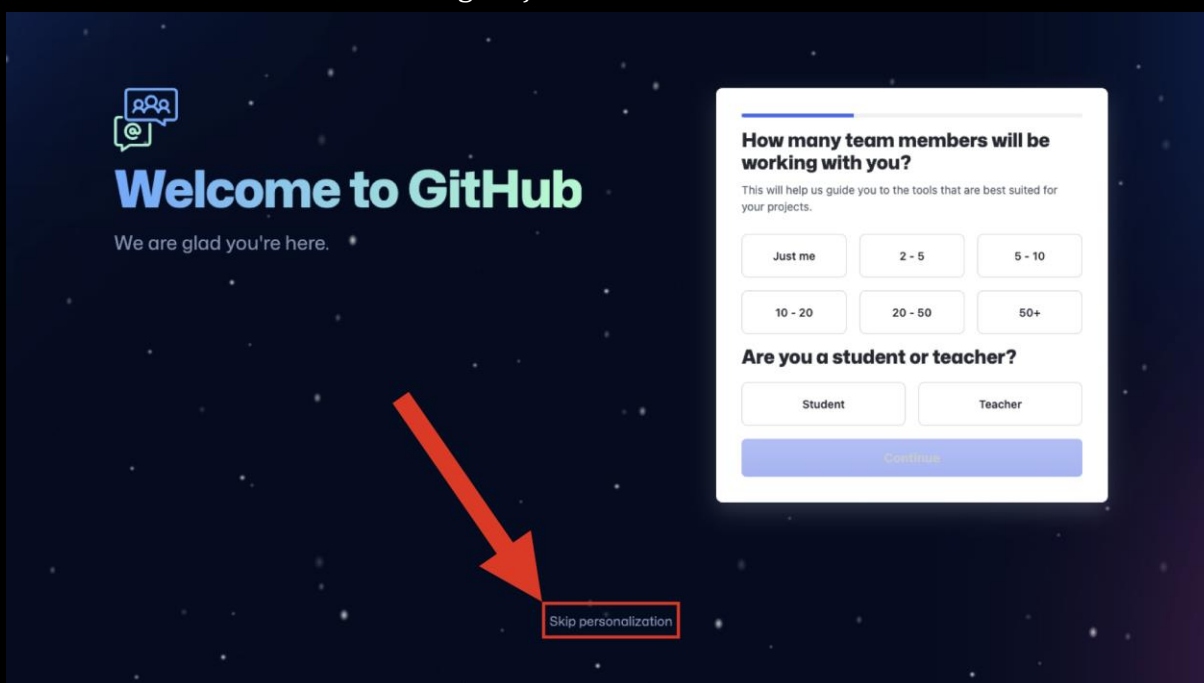 Welcome to GitHub
We are glad you're here.
How many team members will be
working with you?
This will help us guide you to the tools that are best suited for
your projects.
Just me
2 - 5
5 - 10
10 - 20
20 - 50
50+
Are you a student or teacher?
Student
Teacher
Continue
Skip personalization